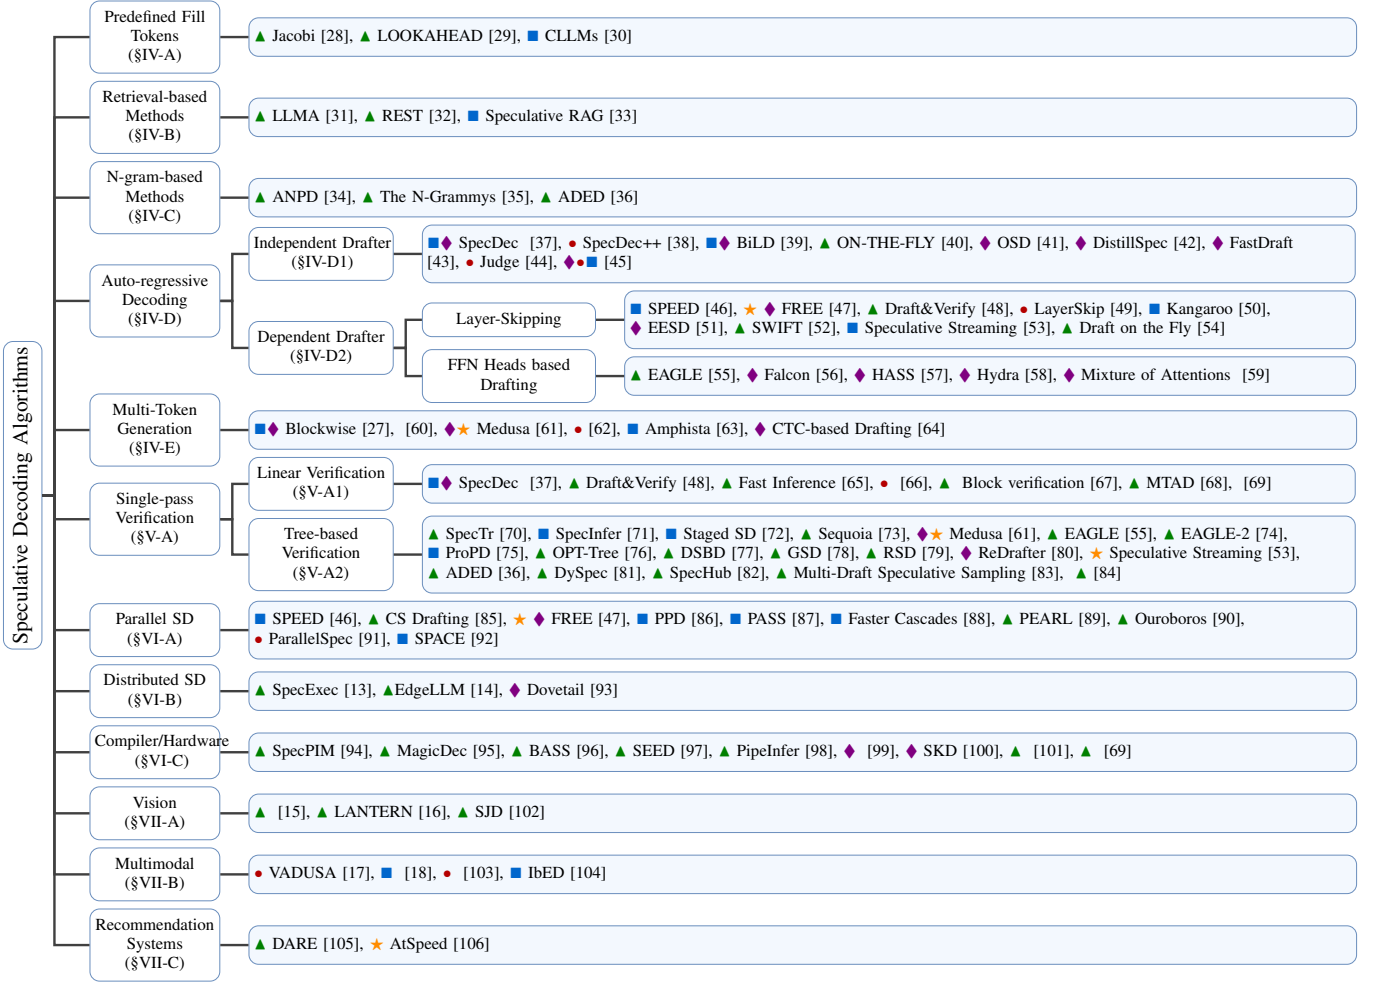 Speculative Decoding Algorithms
Predefined Fill
Tokens
(§IV-A)
▲ Jacobi [28], ▲ LOOKAHEAD [29], ■ CLLMs [30]
Retrieval-based
Methods
(§IV-B)
▲ LLMA [31], ▲ REST [32], ■ Speculative RAG [33]
N-gram-based
Methods
(§IV-C)
▲ ANPD [34], ▲ The N-Grammys [35], ▲ ADED [36]
Auto-regressive
Decoding
(§IV-D)
Independent Drafter
(§IV-D1)
■♦ SpecDec [37], ● SpecDec++ [38], ■♦ BiLD [39], ▲ ON-THE-FLY [40], ♦ OSD [41], ♦ DistillSpec [42], ♦ FastDraft
[43], ● Judge [44], ♦●■ [45]
Dependent Drafter
(§IV-D2)
Layer-Skipping
■ SPEED [46], ★ ♦ FREE [47], ▲ Draft&Verify [48], ● LayerSkip [49], ■ Kangaroo [50],
♦ EESD [51], ▲ SWIFT [52], ■ Speculative Streaming [53], ▲ Draft on the Fly [54]
FFN Heads based
Drafting
▲ EAGLE [55], ♦ Falcon [56], ♦ HASS [57], ♦ Hydra [58], ♦ Mixture of Attentions [59]
Multi-Token
Generation
(§IV-E)
■♦ Blockwise [27], [60], ♦★ Medusa [61], ● [62], ■ Amphista [63], ♦ CTC-based Drafting [64]
Single-pass
Verification
(§V-A)
Linear Verification
(§V-A1)
■♦ SpecDec [37], ▲ Draft&Verify [48], ▲ Fast Inference [65], ● [66], ▲ Block verification [67], ▲ MTAD [68], [69]
Tree-based
Verification
(§V-A2)
▲ SpecTr [70], ■ SpecInfer [71], ■ Staged SD [72], ▲ Sequoia [73], ♦★ Medusa [61], ▲ EAGLE [55], ▲ EAGLE-2 [74],
■ ProPD [75], ▲ OPT-Tree [76], ▲ DSBD [77], ▲ GSD [78], ▲ RSD [79], ♦ ReDrafter [80], ★ Speculative Streaming [53],
▲ ADED [36], ▲ DySpec [81], ▲ SpecHub [82], ▲ Multi-Draft Speculative Sampling [83], ▲ [84]
Parallel SD
(§VI-A)
■ SPEED [46], ▲ CS Drafting [85], ★ ♦ FREE [47], ■ PPD [86], ■ PASS [87], ■ Faster Cascades [88], ▲ PEARL [89], ▲ Ouroboros [90],
● ParallelSpec [91], ■ SPACE [92]
Distributed SD
(§VI-B)
▲ SpecExec [13], ▲EdgeLLM [14], ♦ Dovetail [93]
Compiler/Hardware
(§VI-C)
▲ SpecPIM [94], ▲ MagicDec [95], ▲ BASS [96], ▲ SEED [97], ▲ PipeInfer [98], ♦ [99], ♦ SKD [100], ▲ [101], ▲ [69]
Vision
(§VII-A)
▲ [15], ▲ LANTERN [16], ▲ SJD [102]
Multimodal
(§VII-B)
● VADUSA [17], ■ [18], ● [103], ■ IbED [104]
Recommendation
Systems
(§VII-C)
▲ DARE [105], ★ AtSpeed [106]